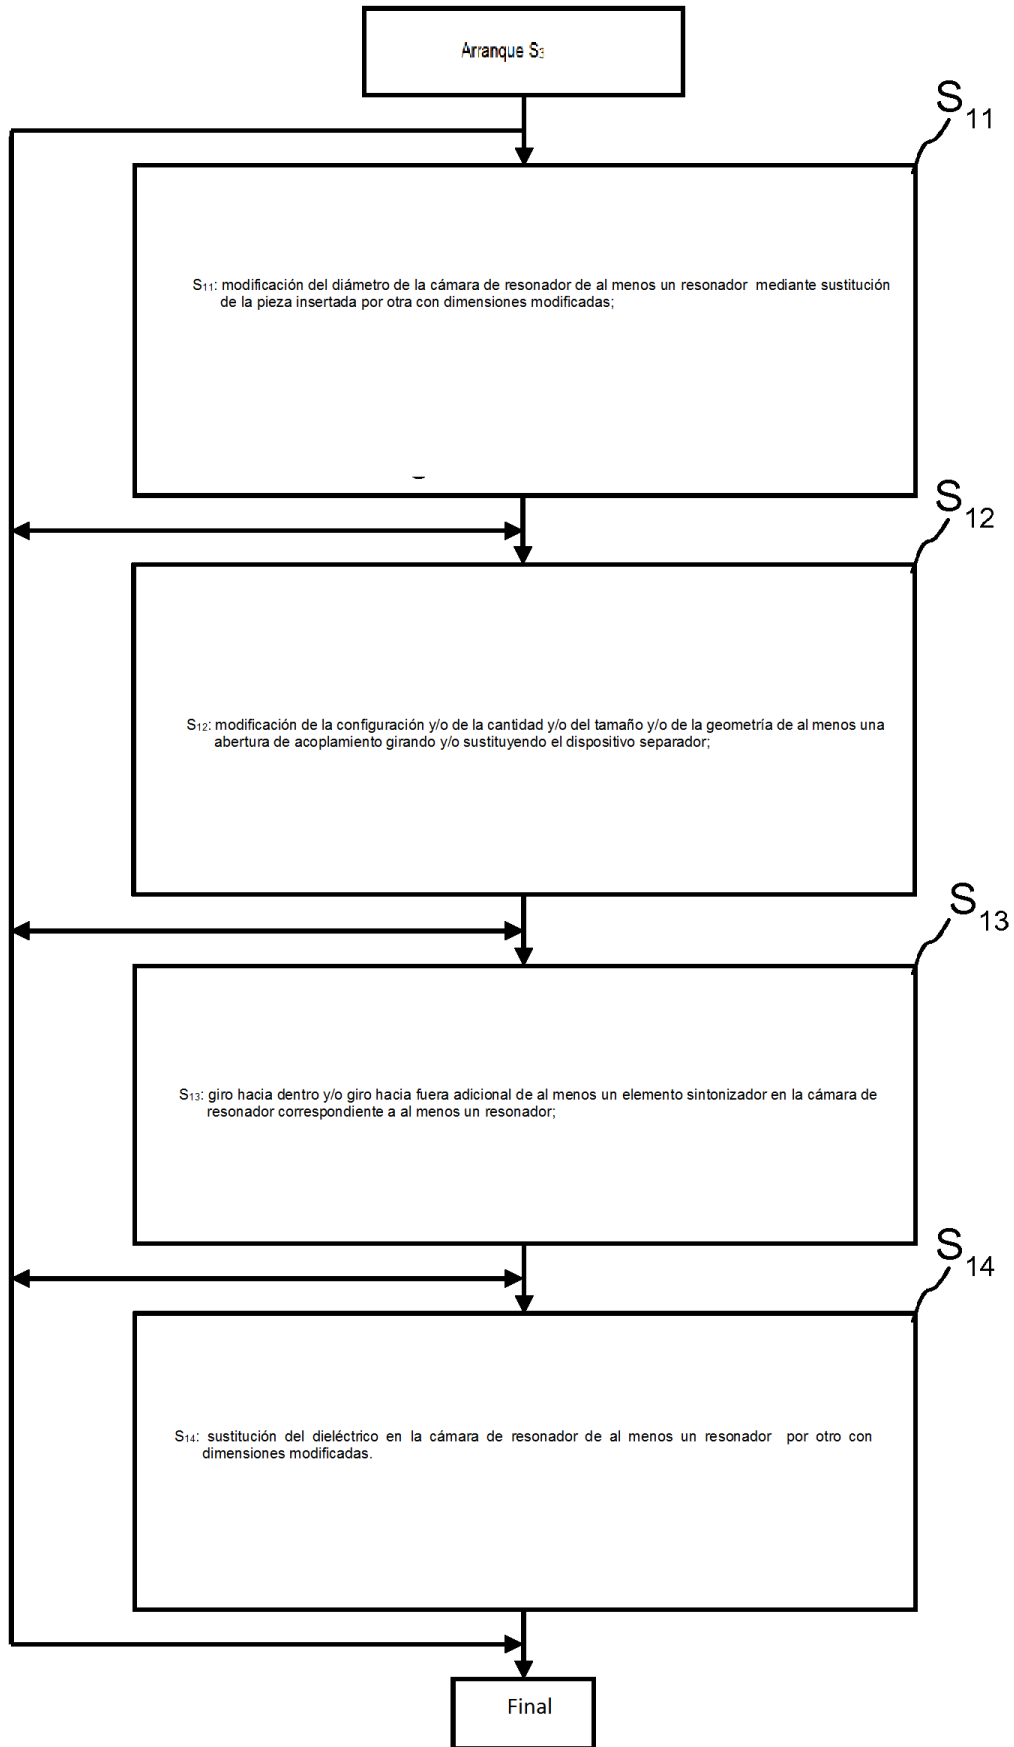 Arranque S3
S11
S11: modificación del diámetro de la cámara de resonador de al menos un resonador mediante sustitución
de la pieza insertada por otra con dimensiones modificadas;
S12
S12: modificación de la configuración y/o de la cantidad y/o del tamaño y/o de la geometría de al menos una
abertura de acoplamiento girando y/o sustituyendo el dispositivo separador;
S13
S13: giro hacia dentro y/o giro hacia fuera adicional de al menos un elemento sintonizador en la cámara de
resonador correspondiente a al menos un resonador;
S14
S14: sustitución del dieléctrico en la cámara de resonador de al menos un resonador por otro con
dimensiones modificadas.
Final